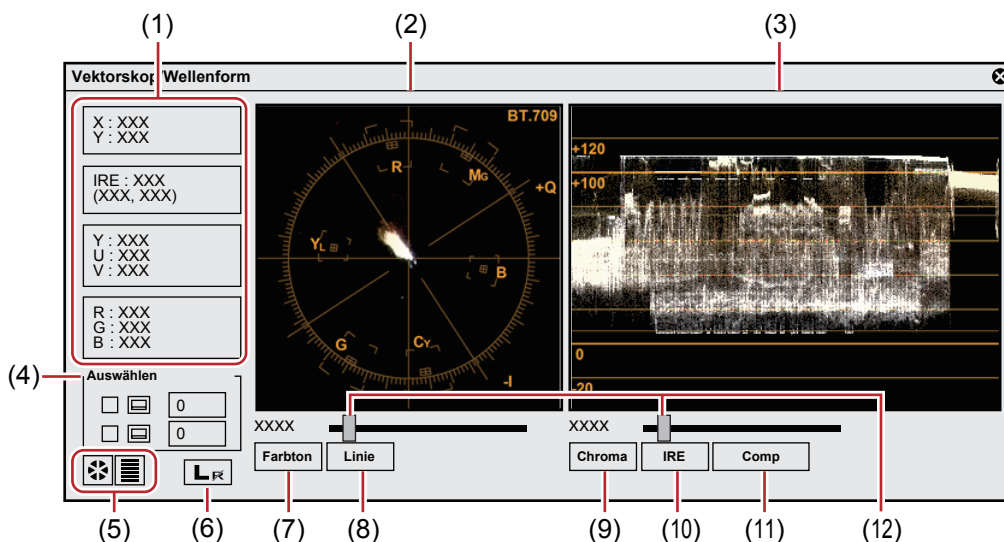 (1) (2) (3)
Vektorskop/Wellenform
X : XXX
Y : XXX
IRE : XXX
(XXX, XXX)
Y : XXX
U : XXX
V : XXX
R : XXX
G : XXX
B : XXX
(4)
Auswählen
0
0
BT.709
R
MG
+Q
YL
B
G
CY
-I
+120
+100
0
-20
XXXX
Farbton Linie
XXXX
Chroma IRE Comp
L R
(5) (6) (7) (8) (9) (10) (11) (12)